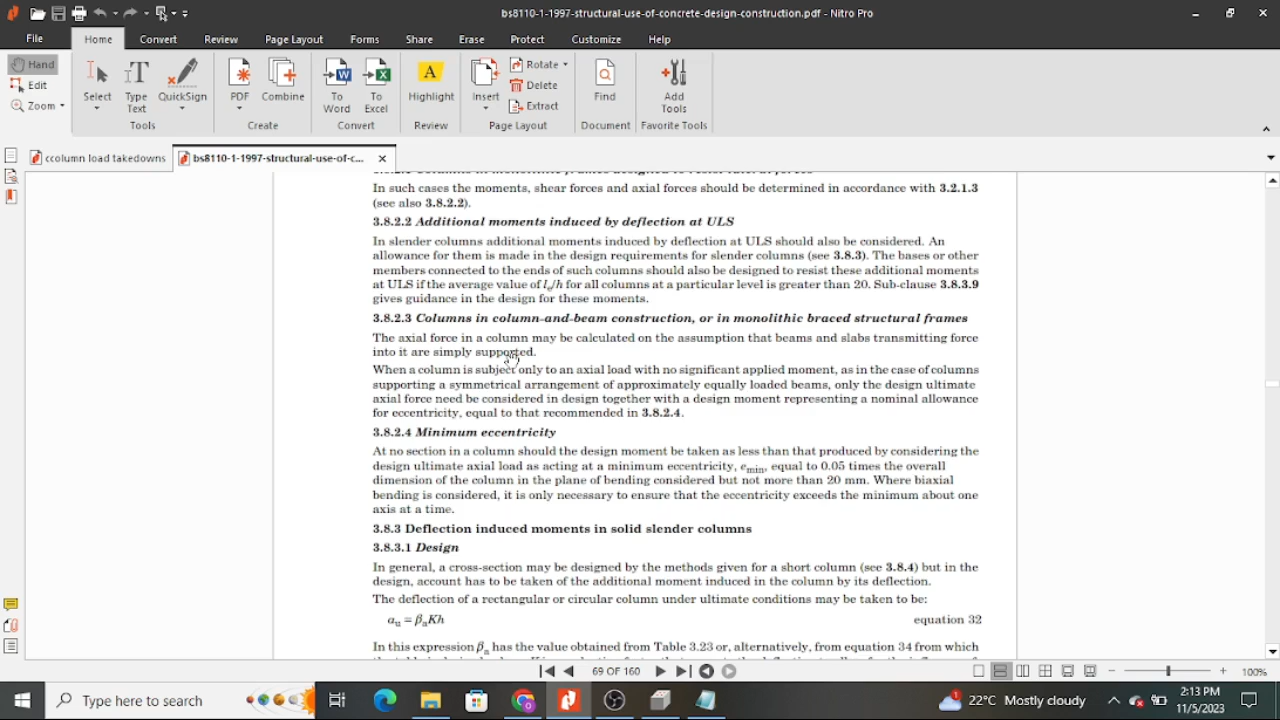 bs8110-1-1997-structural-use-of-concrete-design-construction.pdf - Nitro Pro
File Home Convert Review Page Layout Forms Share Erase Protect Customize Help
Hand
Edit
Zoom
Select
Type Text
QuickSign
Tools
PDF
Combine
Create
To Word
To Excel
Convert
Highlight
Review
Insert
Rotate
Delete
Extract
Page Layout
Find
Document
Add Tools
Favorite Tools
ccolumn load takedowns
bs8110-1-1997-structural-use-of-c...
In such cases the moments, shear forces and axial forces should be determined in accordance with 3.2.1.3
(see also 3.8.2.2).
3.8.2.2 Additional moments induced by deflection at ULS
In slender columns additional moments induced by deflection at ULS should also be considered. An
allowance for them is made in the design requirements for slender columns (see 3.8.3). The bases or other
members connected to the ends of such columns should also be designed to resist these additional moments
at ULS if the average value of le/h for all columns at a particular level is greater than 20. Sub-clause 3.8.3.9
gives guidance in the design for these moments.
3.8.2.3 Columns in column-and-beam construction, or in monolithic braced structural frames
The axial force in a column may be calculated on the assumption that beams and slabs transmitting force
into it are simply supported.
When a column is subject only to an axial load with no significant applied moment, as in the case of columns
supporting a symmetrical arrangement of approximately equally loaded beams, only the design ultimate
axial force need be considered in design together with a design moment representing a nominal allowance
for eccentricity, equal to that recommended in 3.8.2.4.
3.8.2.4 Minimum eccentricity
At no section in a column should the design moment be taken as less than that produced by considering the
design ultimate axial load as acting at a minimum eccentricity, emin, equal to 0.05 times the overall
dimension of the column in the plane of bending considered but not more than 20 mm. Where biaxial
bending is considered, it is only necessary to ensure that the eccentricity exceeds the minimum about one
axis at a time.
3.8.3 Deflection induced moments in solid slender columns
3.8.3.1 Design
In general, a cross-section may be designed by the methods given for a short column (see 3.8.4) but in the
design, account has to be taken of the additional moment induced in the column by its deflection.
The deflection of a rectangular or circular column under ultimate conditions may be taken to be:
au = βaKh equation 32
In this expression βa has the value obtained from Table 3.23 or, alternatively, from equation 34 from which
69 OF 160
100%
Type here to search
22°C Mostly cloudy
2:13 PM
11/5/2023